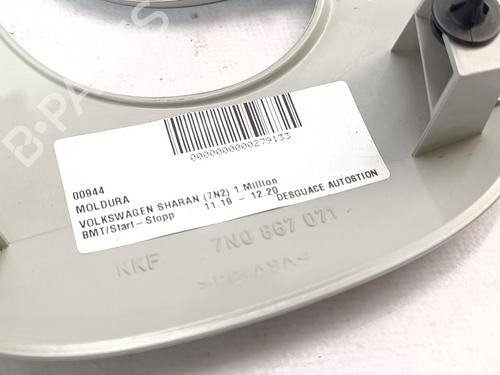 B-PARTS
0000000000279133
00944
MOLDURA
VOLKSWAGEN SHARAN (7N2) 1 Million
BMT/Start-Stopp 11.19 - 12.20
DESGUACE AUTOSTION
KKF 7N0 867 071